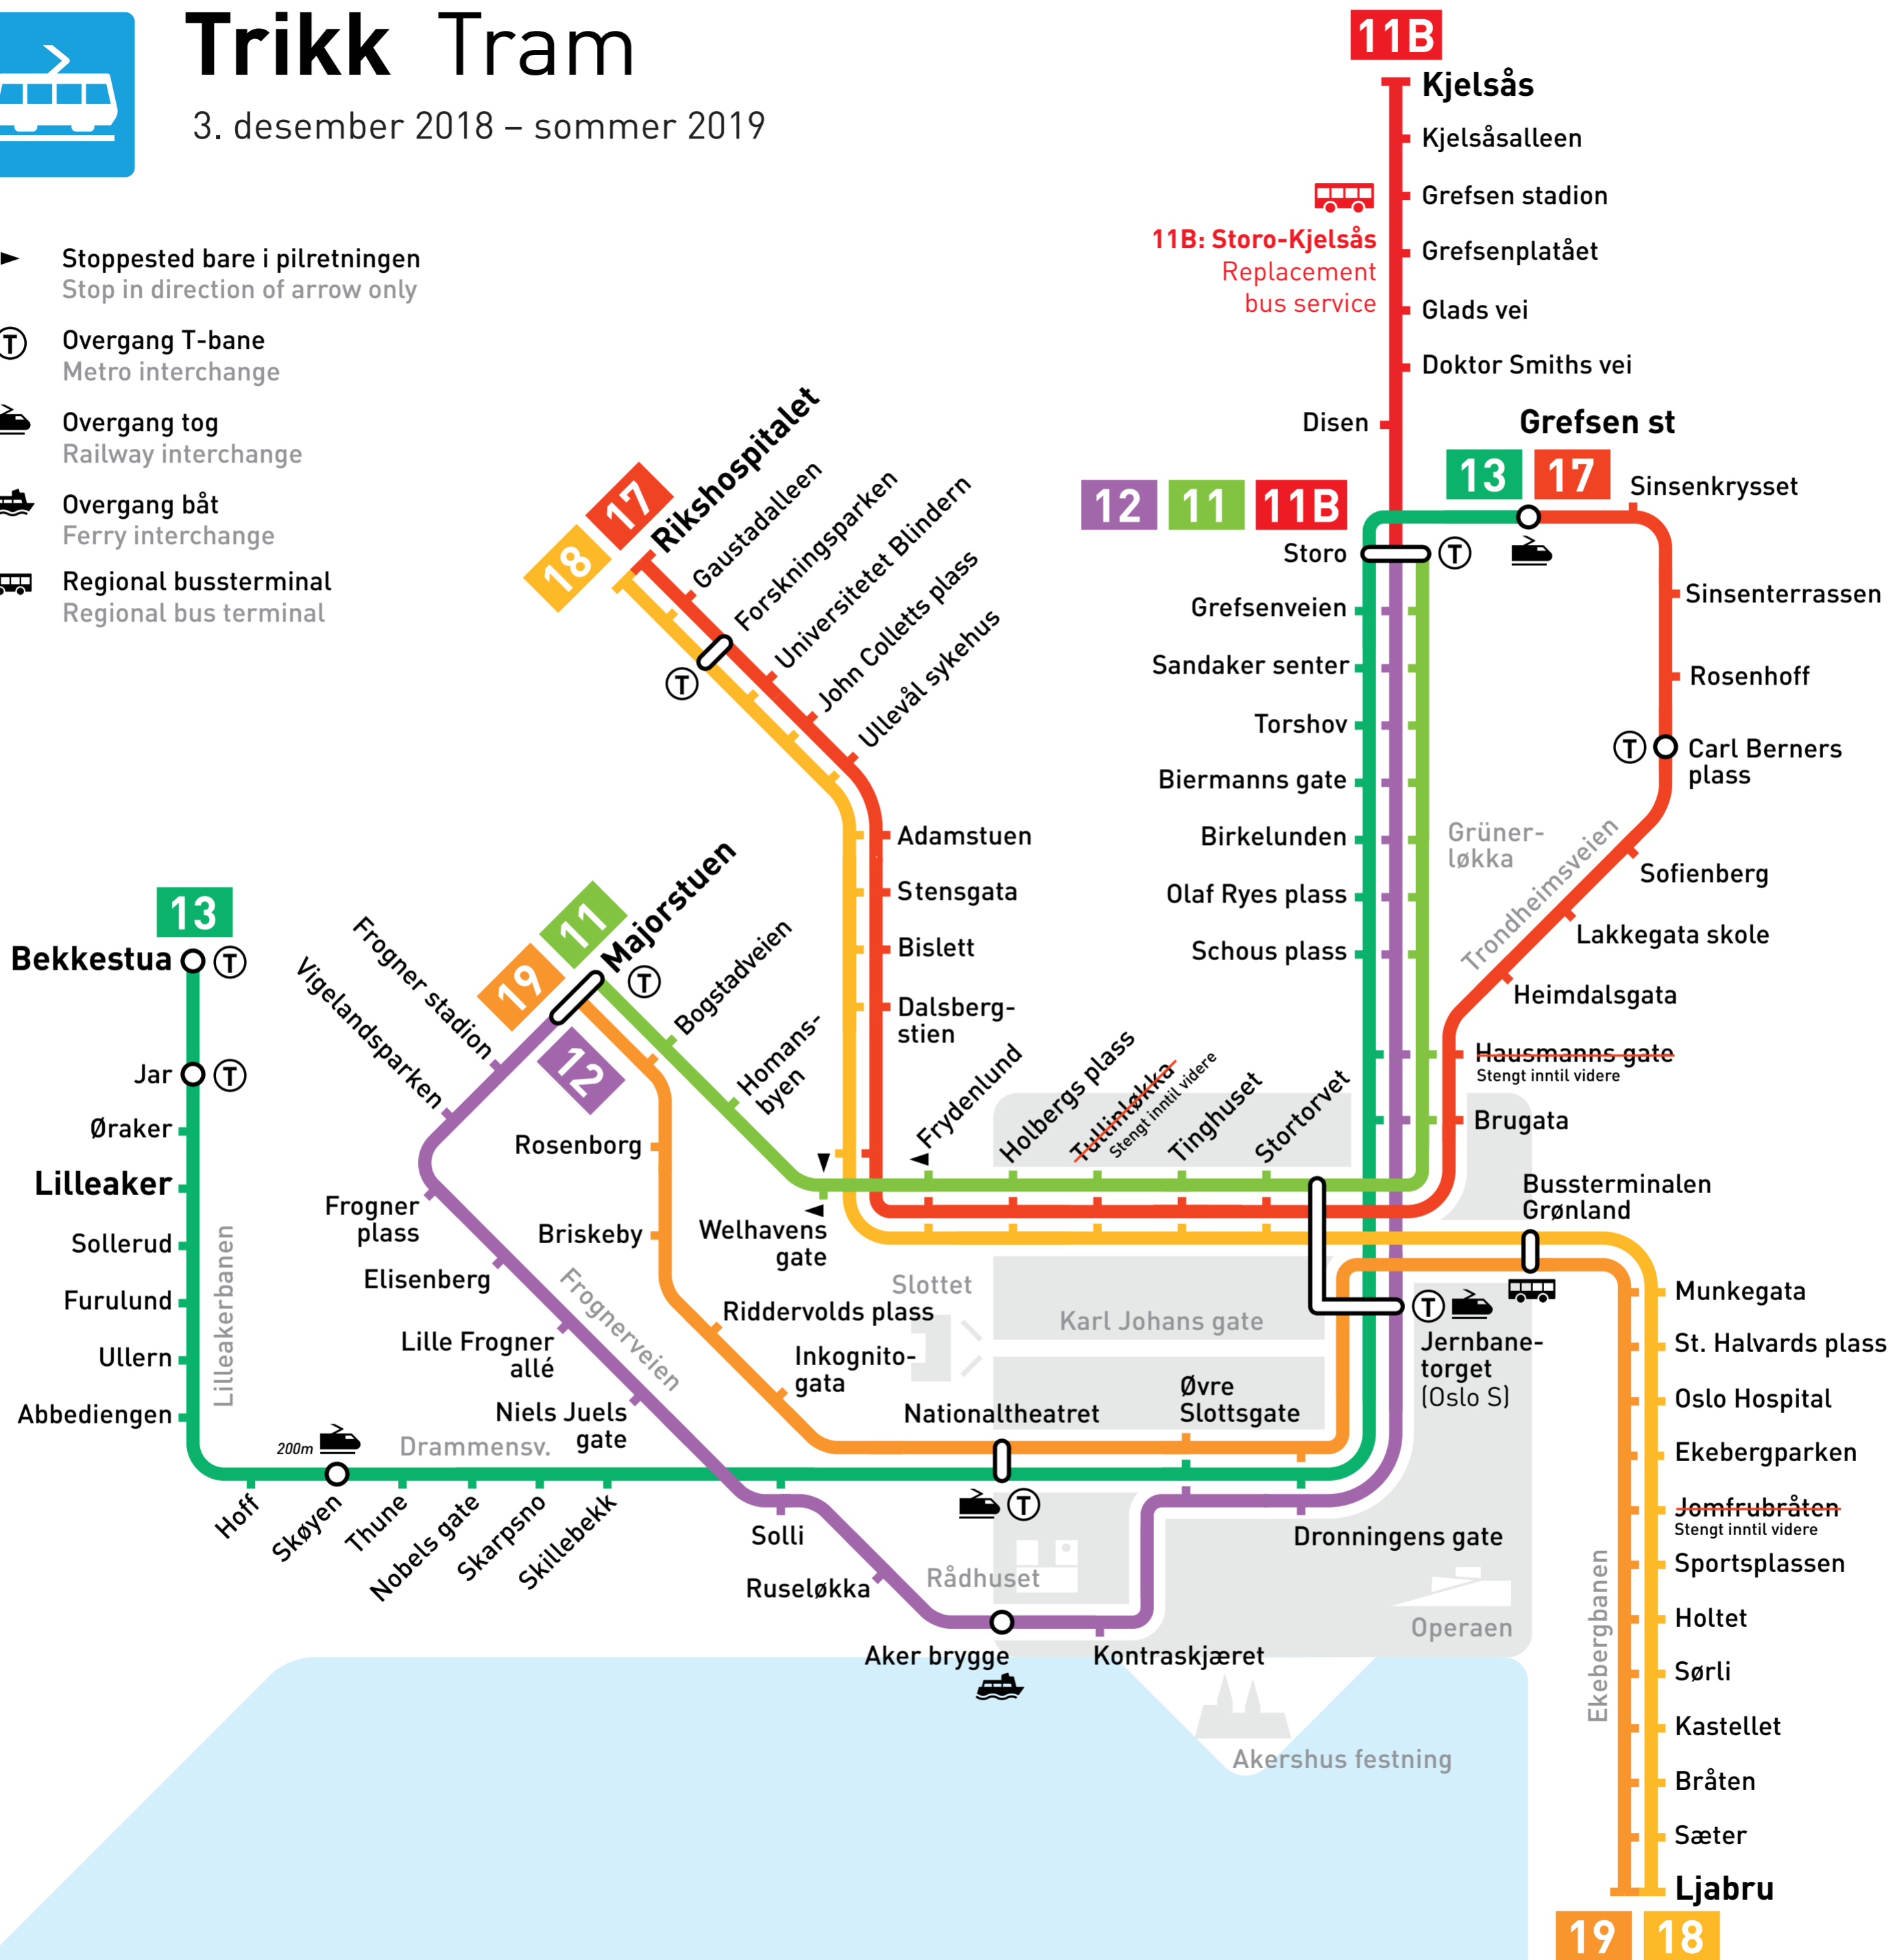 Trikk Tram
3. desember 2018 – sommer 2019
Stoppested bare i pilretningen
Stop in direction of arrow only
T
Overgang T-bane
Metro interchange
Overgang tog
Railway interchange
Overgang båt
Ferry interchange
Regional bussterminal
Regional bus terminal
11B
Kjelsås
Kjelsåsalleen
Grefsen stadion
11B: Storo-Kjelsås
Replacement
bus service
Grefsenplatået
Glads vei
Doktor Smiths vei
Disen
Grefsen st
13 17
Sinsenkrysset
12 11 11B
Storo
T
Grefsenveien
Sandaker senter
Torshov
Biermanns gate
Birkelunden
Olaf Ryes plass
Schous plass
Grüner-
løkka
Sinsenterrassen
Rosenhoff
T
Carl Berners
plass
Trondheimsveien
Sofienberg
Lakkegata skole
Heimdalsgata
Hausmanns gate
Stengt inntil videre
Brugata
18 17
Rikshospitalet
Gaustadalleen
Forskningsparken
T
Universitetet Blindern
John Colletts plass
Ullevål sykehus
Adamstuen
Stensgata
Bislett
Dalsberg-
stien
Frydenlund
Holbergs plass
Tullinløkka
Stengt inntil videre
Tinghuset
Stortorvet
13
Bekkestua
T
Jar
T
Øraker
Lilleaker
Sollerud
Furulund
Ullern
Abbediengen
Lilleakerbanen
Hoff
200m
Skøyen
Thune
Nobels gate
Skarpsno
Skillebekk
Drammensv.
19 11
Majorstuen
T
12
Frogner stadion
Vigelandsparken
Bogstadveien
Homans-
byen
Rosenborg
Briskeby
Welhavens
gate
Frogner
plass
Elisenberg
Lille Frogner
allé
Niels Juels
gate
Frognerveien
Riddervolds plass
Inkognito-
gata
Slottet
Karl Johans gate
Nationaltheatret
T
Øvre
Slottsgate
Jernbane-
torget
(Oslo S)
T
Bussterminalen
Grønland
Solli
Ruseløkka
Rådhuset
Aker brygge
Kontraskjæret
Dronningens gate
Operaen
Akershus festning
Munkegata
St. Halvards plass
Oslo Hospital
Ekebergparken
Jomfrubråten
Stengt inntil videre
Sportsplassen
Holtet
Sørli
Kastellet
Bråten
Sæter
Ljabru
Ekebergbanen
19 18